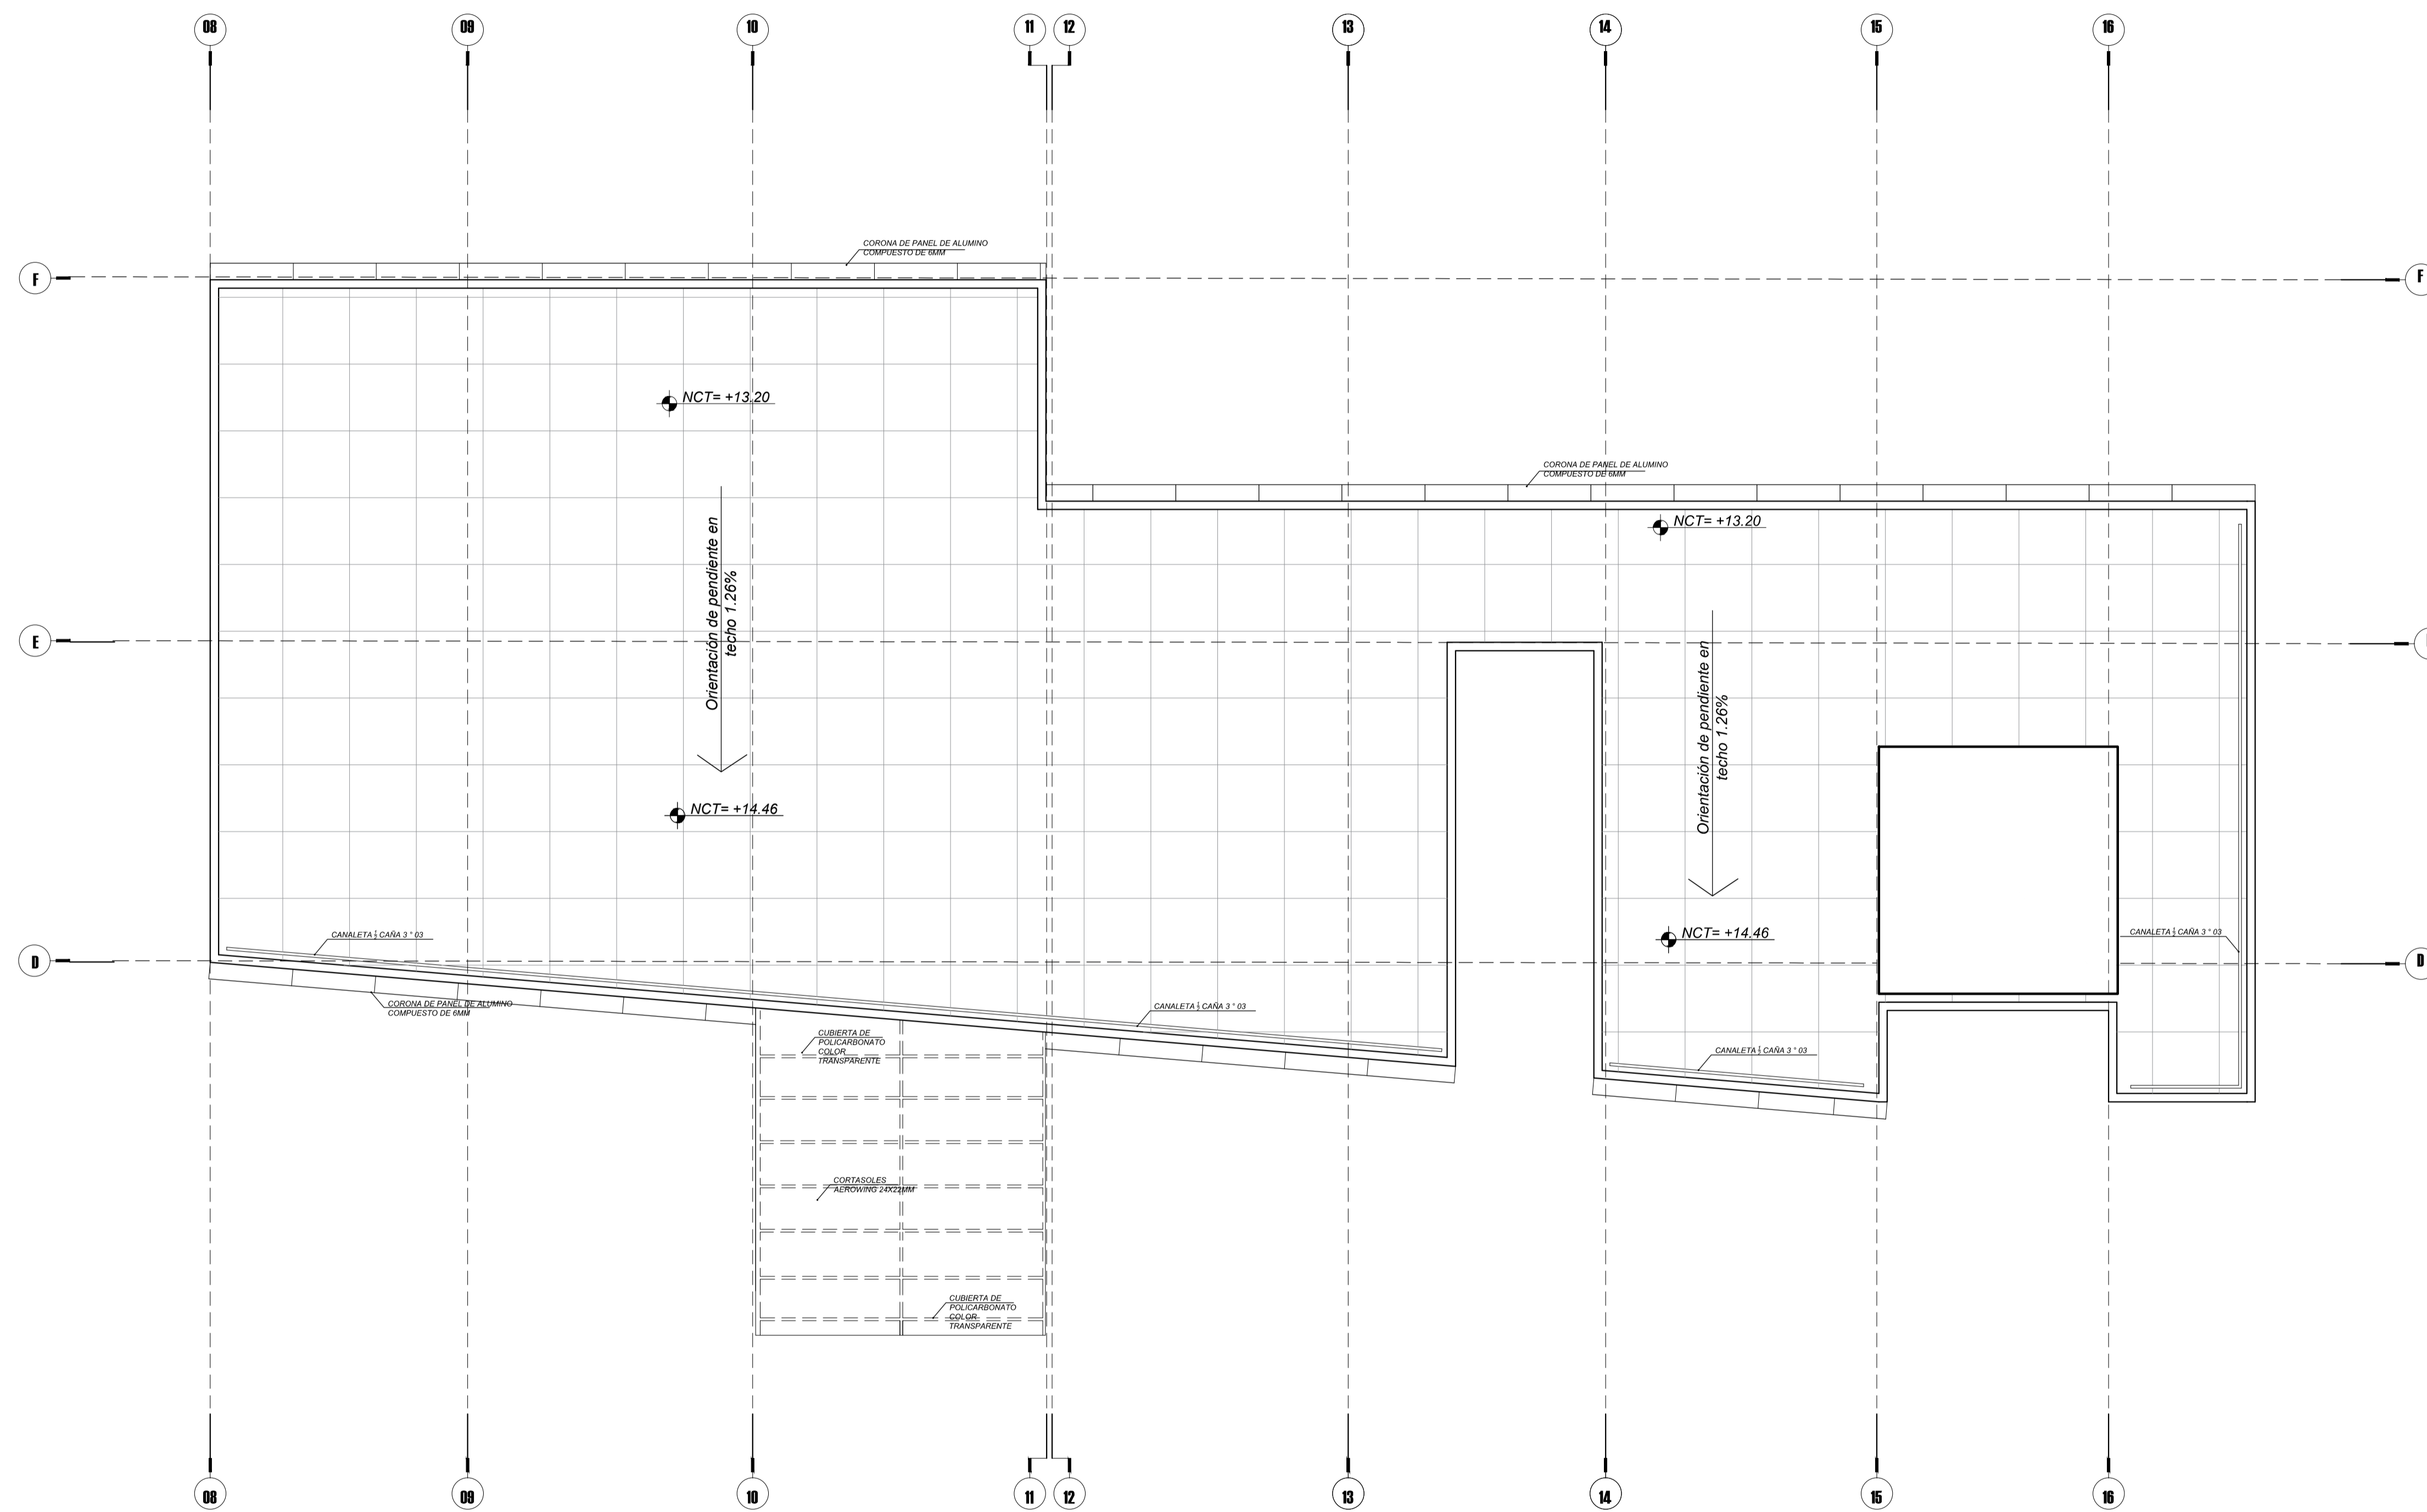 08 09 10 11 12 13 14 15 16
CORONA DE PANEL DE ALUMINO
COMPUESTO DE 6MM
F F
NCT= +13.20
CORONA DE PANEL DE ALUMINO
COMPUESTO DE 6MM
NCT= +13.20
Orientación de pendiente en
techo 1.26%
E
Orientación de pendiente en
techo 1.26%
NCT= +14.46
CANALETA ½ CAÑA 3 " 03
NCT= +14.46
CANALETA ½ CAÑA 3 " 03
D D
CORONA DE PANEL DE ALUMINO
COMPUESTO DE 6MM
CANALETA ½ CAÑA 3 " 03
CUBIERTA DE
POLICARBONATO
COLOR
TRANSPARENTE
CANALETA ½ CAÑA 3 " 03
CORTASOLES
AEROWING 24X22MM
CUBIERTA DE
POLICARBONATO
COLOR
TRANSPARENTE
08 09 10 11 12 13 14 15 16